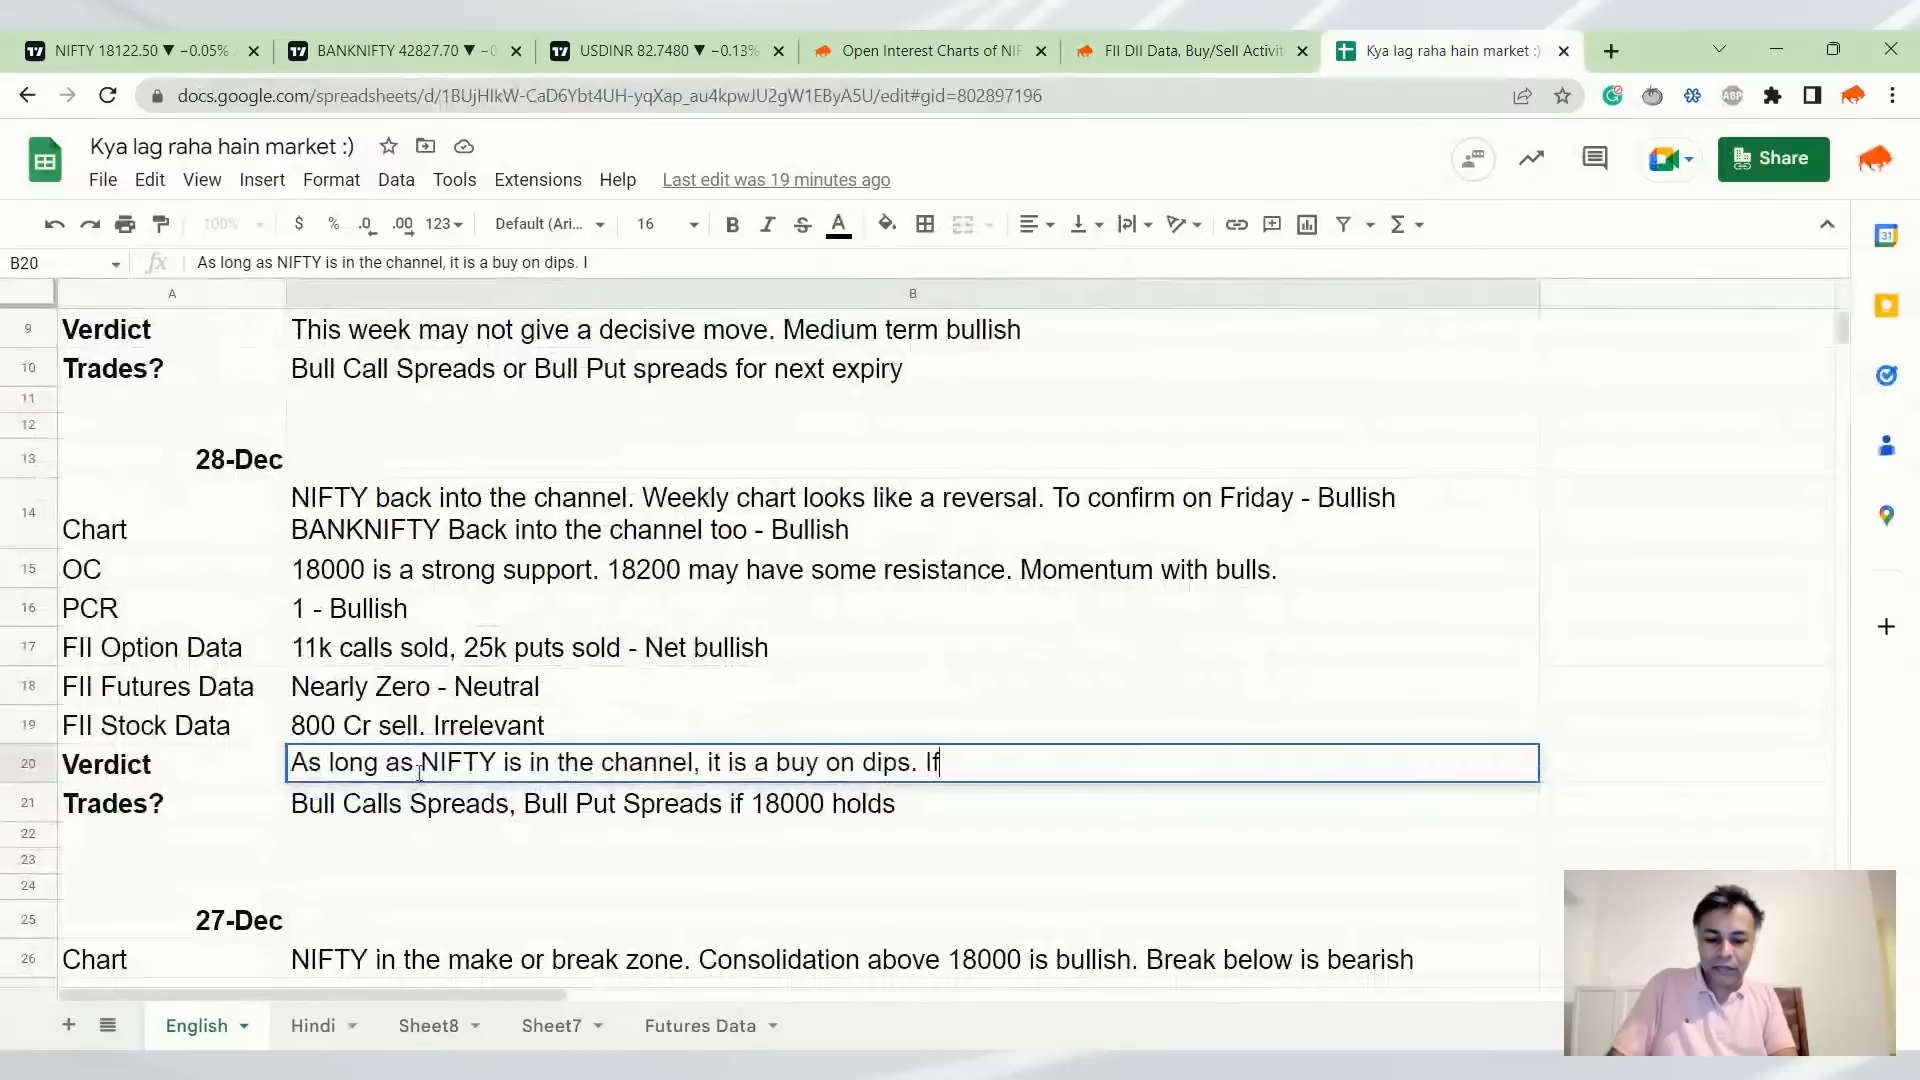 NIFTY 18122.50 ▼ −0.05%
BANKNIFTY 42827.70 ▼ −0
USDINR 82.7480 ▼ −0.13%
Open Interest Charts of NIF
FII DII Data, Buy/Sell Activit
Kya lag raha hain market :)
docs.google.com/spreadsheets/d/1BUjHIkW-CaD6Ybt4UH-yqXap_au4kpwJU2gW1EByA5U/edit#gid=802897196
ABP
Kya lag raha hain market :)
Share
File Edit View Insert Format Data Tools Extensions Help Last edit was 19 minutes ago
100% $ % .0 .00 123 Default (Ari... 16 B I S A
31
B20 fx As long as NIFTY is in the channel, it is a buy on dips. I
A B
9 Verdict This week may not give a decisive move. Medium term bullish
10 Trades? Bull Call Spreads or Bull Put spreads for next expiry
11
12
13 28-Dec
NIFTY back into the channel. Weekly chart looks like a reversal. To confirm on Friday - Bullish
14 Chart BANKNIFTY Back into the channel too - Bullish
15 OC 18000 is a strong support. 18200 may have some resistance. Momentum with bulls.
16 PCR 1 - Bullish
17 FII Option Data 11k calls sold, 25k puts sold - Net bullish
18 FII Futures Data Nearly Zero - Neutral
19 FII Stock Data 800 Cr sell. Irrelevant
20 Verdict As long as NIFTY is in the channel, it is a buy on dips. If
21 Trades? Bull Calls Spreads, Bull Put Spreads if 18000 holds
22
23
24
25 27-Dec
26 Chart NIFTY in the make or break zone. Consolidation above 18000 is bullish. Break below is bearish
English Hindi Sheet8 Sheet7 Futures Data